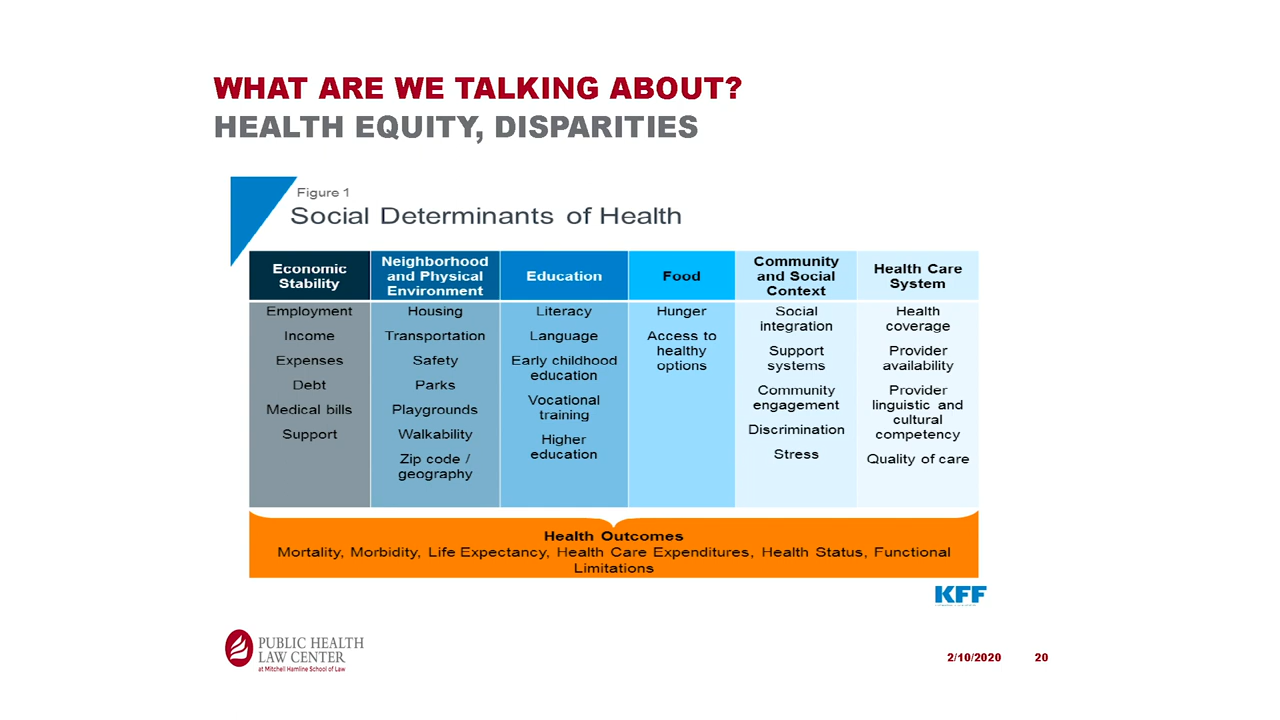 WHAT ARE WE TALKING ABOUT?
HEALTH EQUITY, DISPARITIES
Figure 1
Social Determinants of Health
Economic
Stability
Employment
Income
Expenses
Debt
Medical bills
Support
Neighborhood
and Physical
Environment
Housing
Transportation
Safety
Parks
Playgrounds
Walkability
Zip code /
geography
Education
Literacy
Language
Early childhood
education
Vocational
training
Higher
education
Food
Hunger
Access to
healthy
options
Community
and Social
Context
Social
integration
Support
systems
Community
engagement
Discrimination
Stress
Health Care
System
Health
coverage
Provider
availability
Provider
linguistic and
cultural
competency
Quality of care
Health Outcomes
Mortality, Morbidity, Life Expectancy, Health Care Expenditures, Health Status, Functional
Limitations
KFF
PUBLIC HEALTH
LAW CENTER
at Mitchell Hamline School of Law
2/10/2020 20